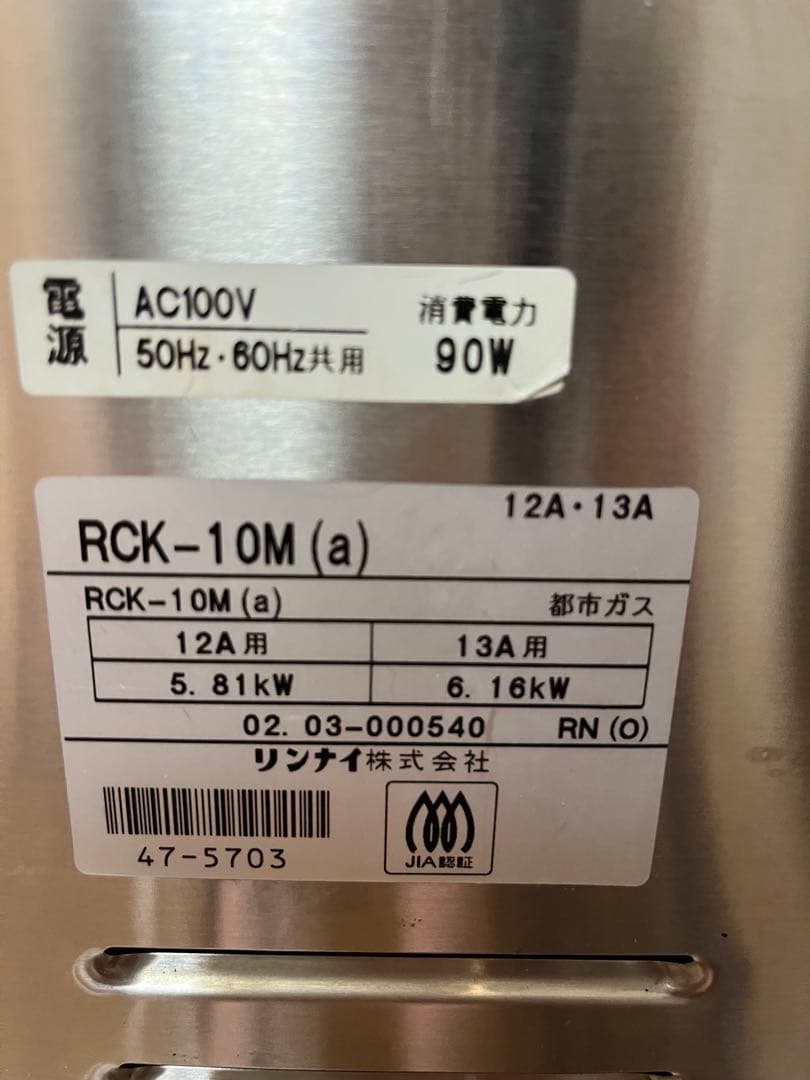 電源
AC100V
50Hz・60Hz共用
消費電力
90W
12A・13A
RCK-10M(a)
RCK-10M(a) 都市ガス
12A用 13A用
5.81kW 6.16kW
02.03-000540 RN(O)
リンナイ株式会社
47-5703
JIA認証